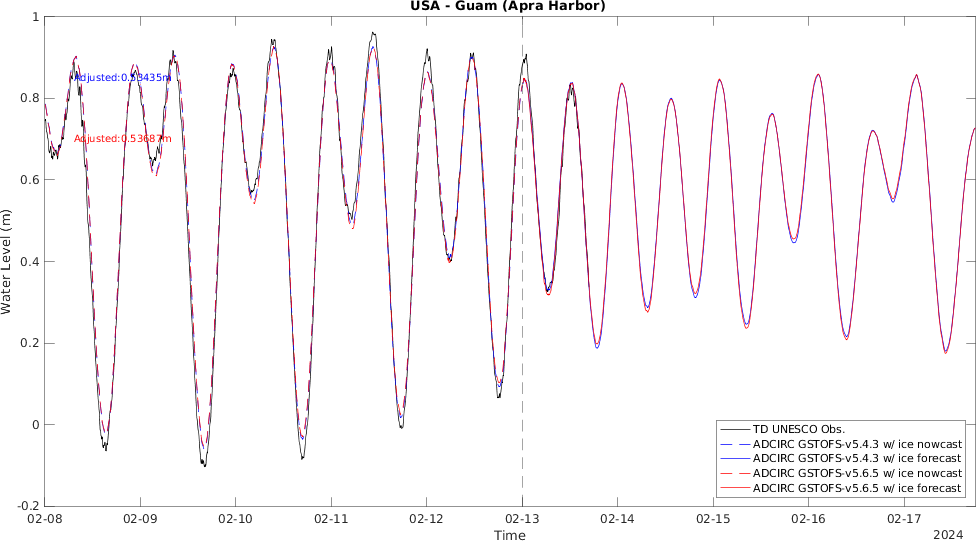 USA - Guam (Apra Harbor)
1
0.8
0.6
0.4
0.2
0
-0.2
Water Level (m)
Adjusted:0.53435m
Adjusted:0.53687m
TD UNESCO Obs.
ADCIRC GSTOFS-v5.4.3 w/ ice nowcast
ADCIRC GSTOFS-v5.4.3 w/ ice forecast
ADCIRC GSTOFS-v5.6.5 w/ ice nowcast
ADCIRC GSTOFS-v5.6.5 w/ ice forecast
02-08 02-09 02-10 02-11 02-12 02-13 02-14 02-15 02-16 02-17
Time
2024